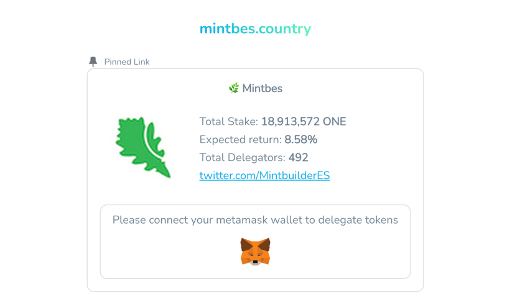 mintbes.country
Pinned Link
Mintbes
Total Stake: 18,913,572 ONE
Expected return: 8.58%
Total Delegators: 492
twitter.com/MintbuilderES
Please connect your metamask wallet to delegate tokens